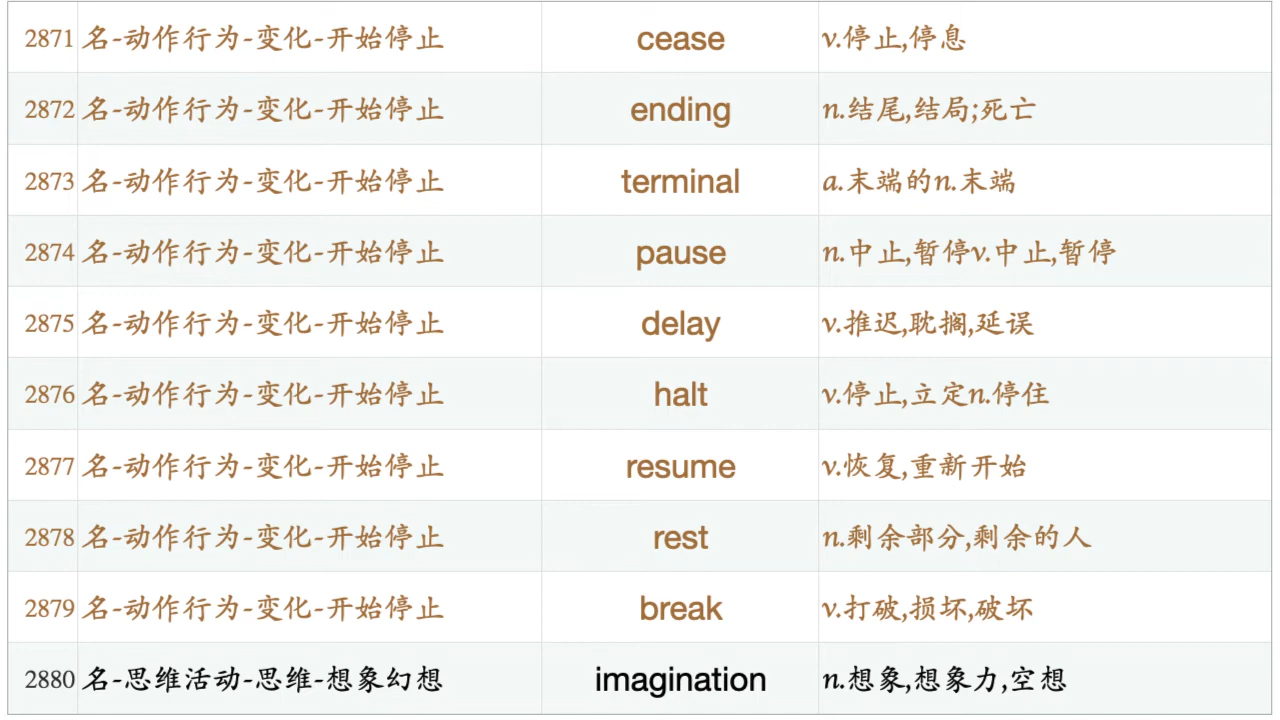 2871 名-动作行为-变化-开始停止 cease v.停止,停息
2872 名-动作行为-变化-开始停止 ending n.结尾,结局;死亡
2873 名-动作行为-变化-开始停止 terminal a.末端的n.末端
2874 名-动作行为-变化-开始停止 pause n.中止,暂停v.中止,暂停
2875 名-动作行为-变化-开始停止 delay v.推迟,耽搁,延误
2876 名-动作行为-变化-开始停止 halt v.停止,立定n.停住
2877 名-动作行为-变化-开始停止 resume v.恢复,重新开始
2878 名-动作行为-变化-开始停止 rest n.剩余部分,剩余的人
2879 名-动作行为-变化-开始停止 break v.打破,损坏,破坏
2880 名-思维活动-思维-想象幻想 imagination n.想象,想象力,空想